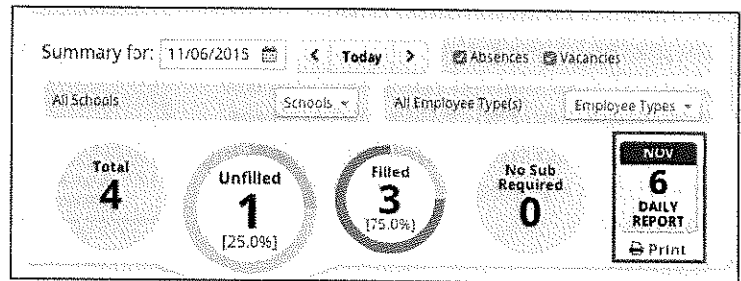 Summary for: 11/06/2015 < Today > Absences Vacancies
All Schools Schools All Employee Type(s) Employee Types
Total
4
Unfilled
1
[25.0%]
Filled
3
[75.0%]
No Sub
Required
0
NOV
6
DAILY
REPORT
Print